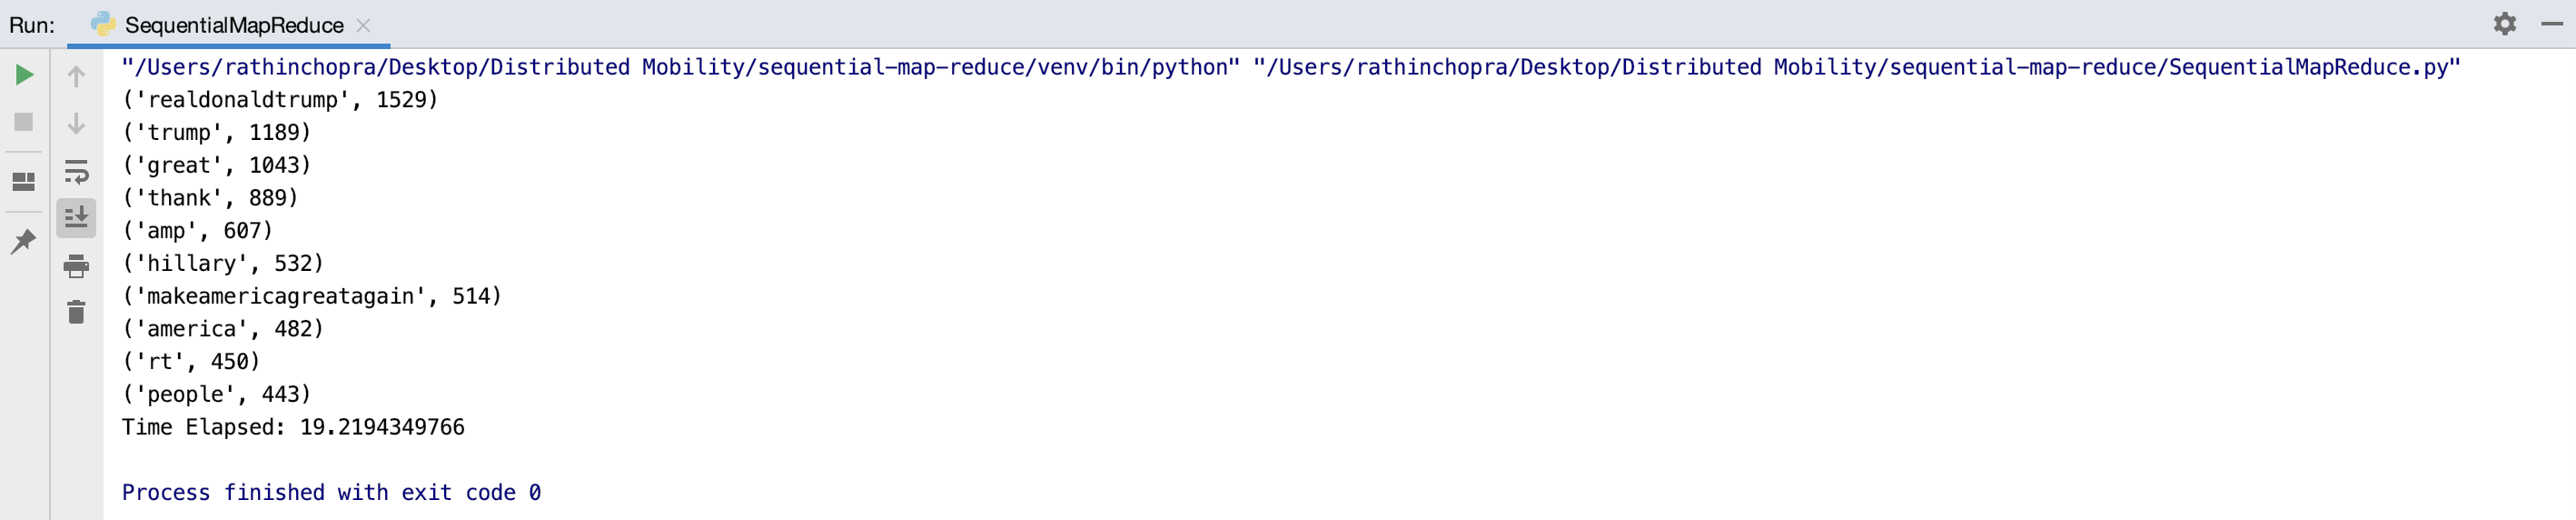 Run: SequentialMapReduce
"/Users/rathinchopra/Desktop/Distributed Mobility/sequential-map-reduce/venv/bin/python" "/Users/rathinchopra/Desktop/Distributed Mobility/sequential-map-reduce/SequentialMapReduce.py"
('realdonaldtrump', 1529)
('trump', 1189)
('great', 1043)
('thank', 889)
('amp', 607)
('hillary', 532)
('makeamericagreatagain', 514)
('america', 482)
('rt', 450)
('people', 443)
Time Elapsed: 19.2194349766
Process finished with exit code 0